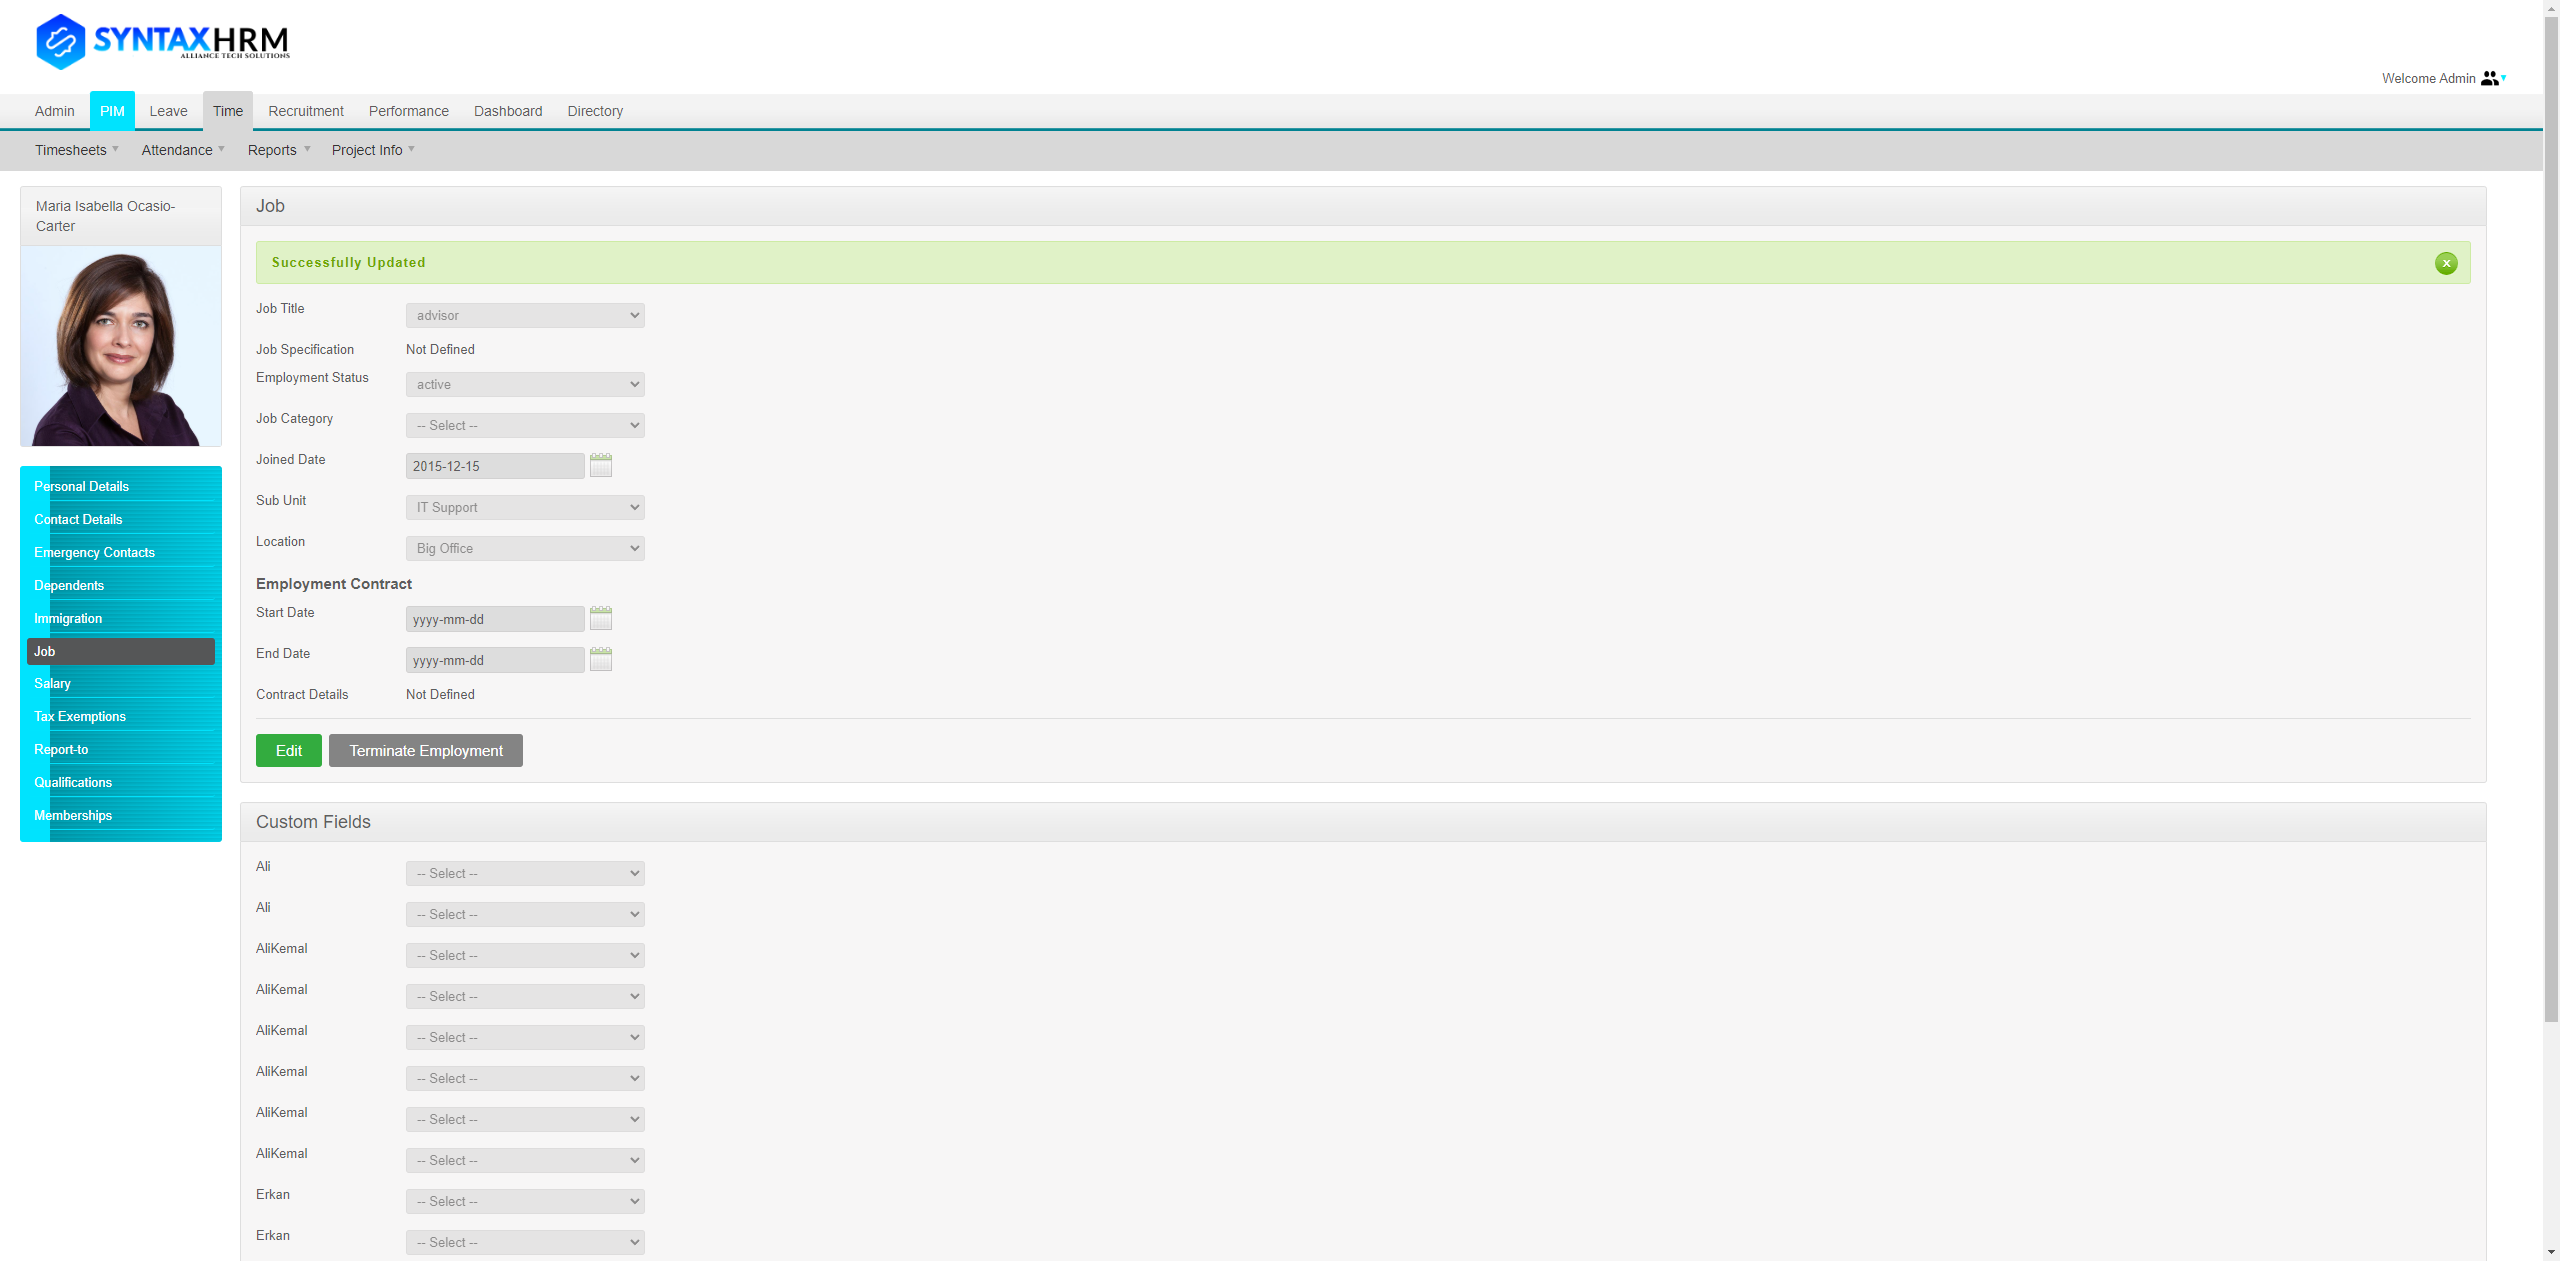 SYNTAXHRM
ALLIANCE TECH SOLUTIONS
Welcome Admin
Admin PIM Leave Time Recruitment Performance Dashboard Directory
Timesheets Attendance Reports Project Info
Maria Isabella Ocasio-
Carter
Personal Details
Contact Details
Emergency Contacts
Dependents
Immigration
Job
Salary
Tax Exemptions
Report-to
Qualifications
Memberships
Job
Successfully Updated x
Job Title advisor
Job Specification Not Defined
Employment Status active
Job Category -- Select --
Joined Date 2015-12-15
Sub Unit IT Support
Location Big Office
Employment Contract
Start Date yyyy-mm-dd
End Date yyyy-mm-dd
Contract Details Not Defined
Edit Terminate Employment
Custom Fields
Ali -- Select --
Ali -- Select --
AliKemal -- Select --
AliKemal -- Select --
AliKemal -- Select --
AliKemal -- Select --
AliKemal -- Select --
AliKemal -- Select --
Erkan -- Select --
Erkan -- Select --